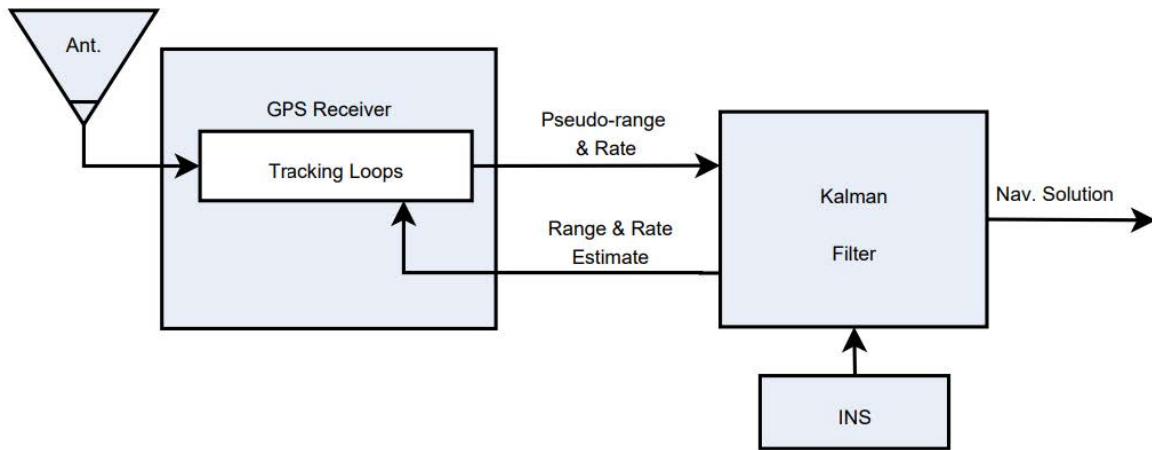 Ant.
GPS Receiver
Tracking Loops
Pseudo-range
& Rate
Range & Rate
Estimate
Kalman
Filter
Nav. Solution
INS